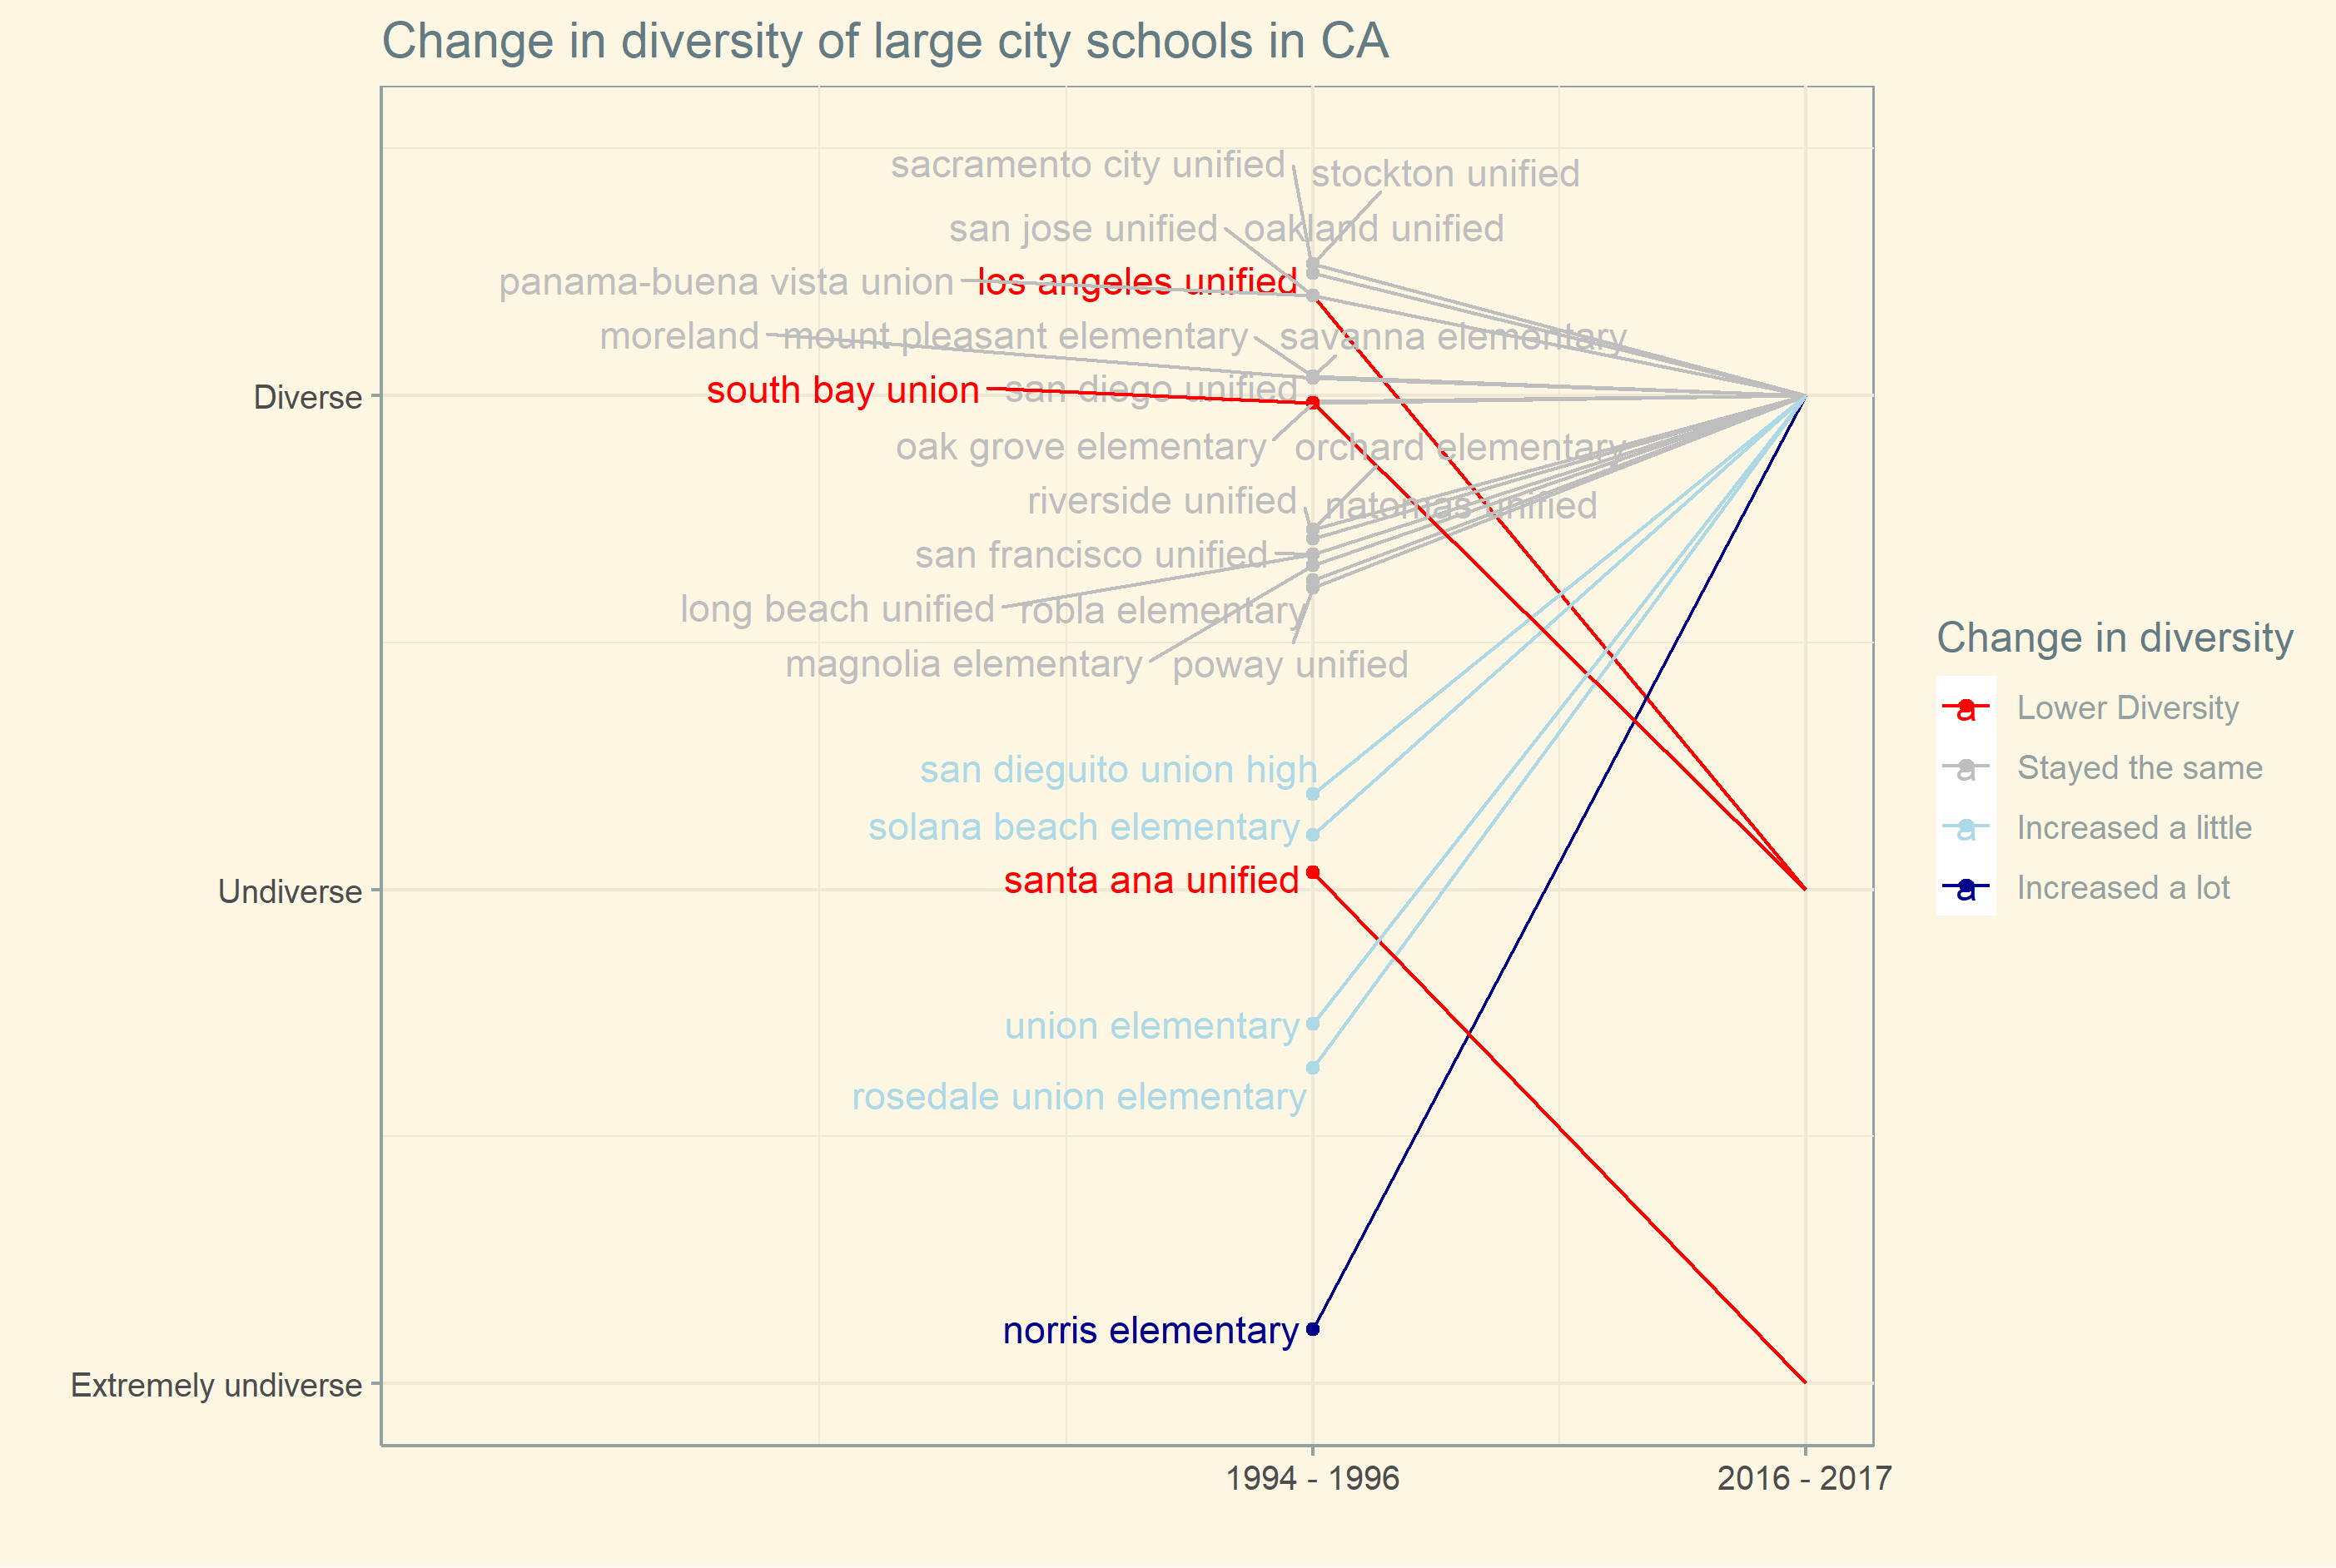 Change in diversity of large city schools in CA
sacramento city unified
stockton unified
san jose unified
oakland unified
panama-buena vista union
los angeles unified
moreland
mount pleasant elementary
savanna elementary
Diverse
south bay union
san diego unified
oak grove elementary
orchard elementary
riverside unified
natomas unified
san francisco unified
long beach unified
robla elementary
magnolia elementary
poway unified
san dieguito union high
solana beach elementary
santa ana unified
Undiverse
union elementary
rosedale union elementary
norris elementary
Extremely undiverse
1994 - 1996
2016 - 2017
Change in diversity
a Lower Diversity
a Stayed the same
a Increased a little
a Increased a lot